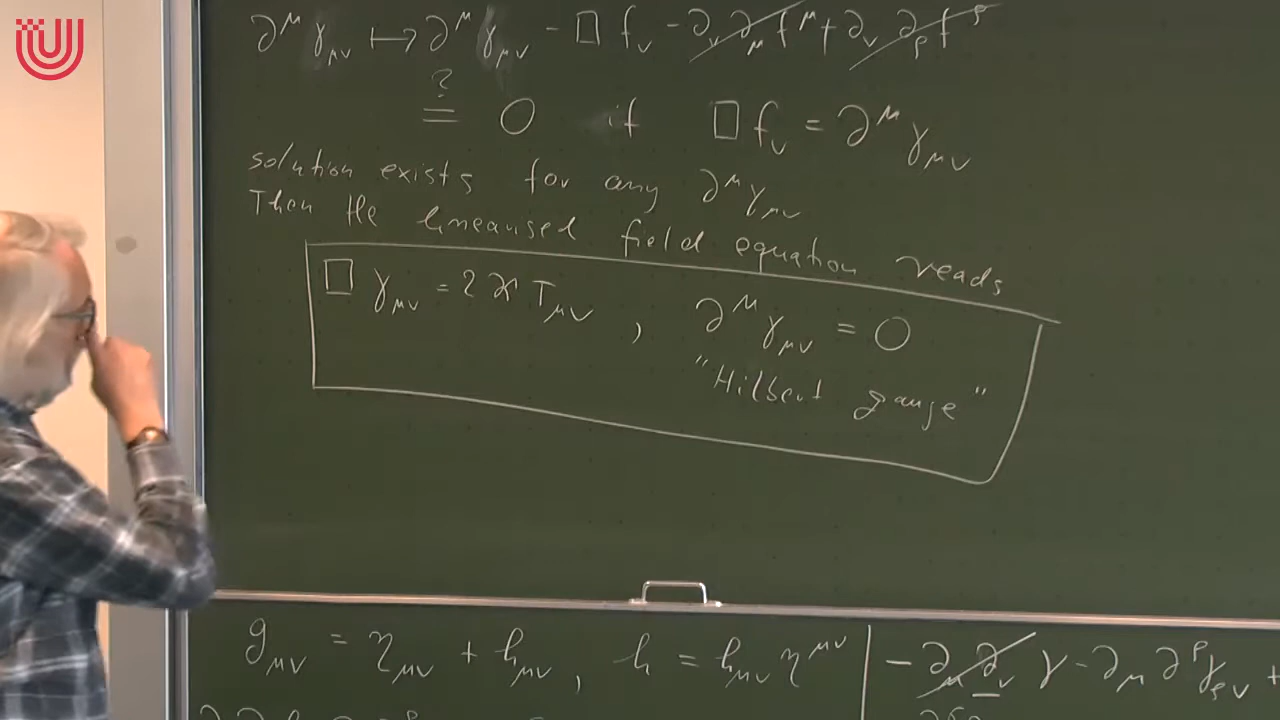 ∂^μ γ_μν ↦ ∂^μ γ_μν - □ f_ν - ∂_ν ∂_μ f^μ + ∂_ν ∂_ρ f^ρ
≟ 0 if □ f_ν = ∂^μ γ_μν
solution exists for any ∂^μ γ_μν
Then the linearised field equation reads
□ γ_μν = 2 ϰ T_μν , ∂^μ γ_μν = 0
"Hilbert gauge"
g_μν = η_μν + h_μν , h = h_μν η^μν
- ∂_μ ∂_ν γ - ∂_μ ∂^ρ γ_ρν +